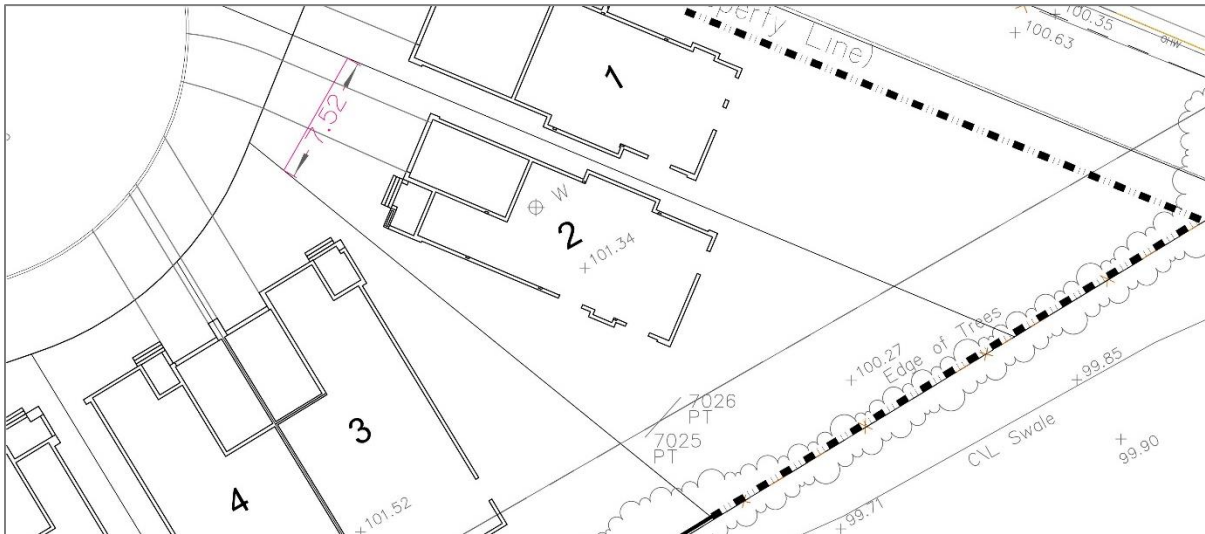 perty Line)
100.35
100.63
OHW
7.52
1
W
2
101.34
3
4
101.52
100.27
Edge of Trees
7026
PT
7025
PT
99.85
C\L Swale
99.90
99.71